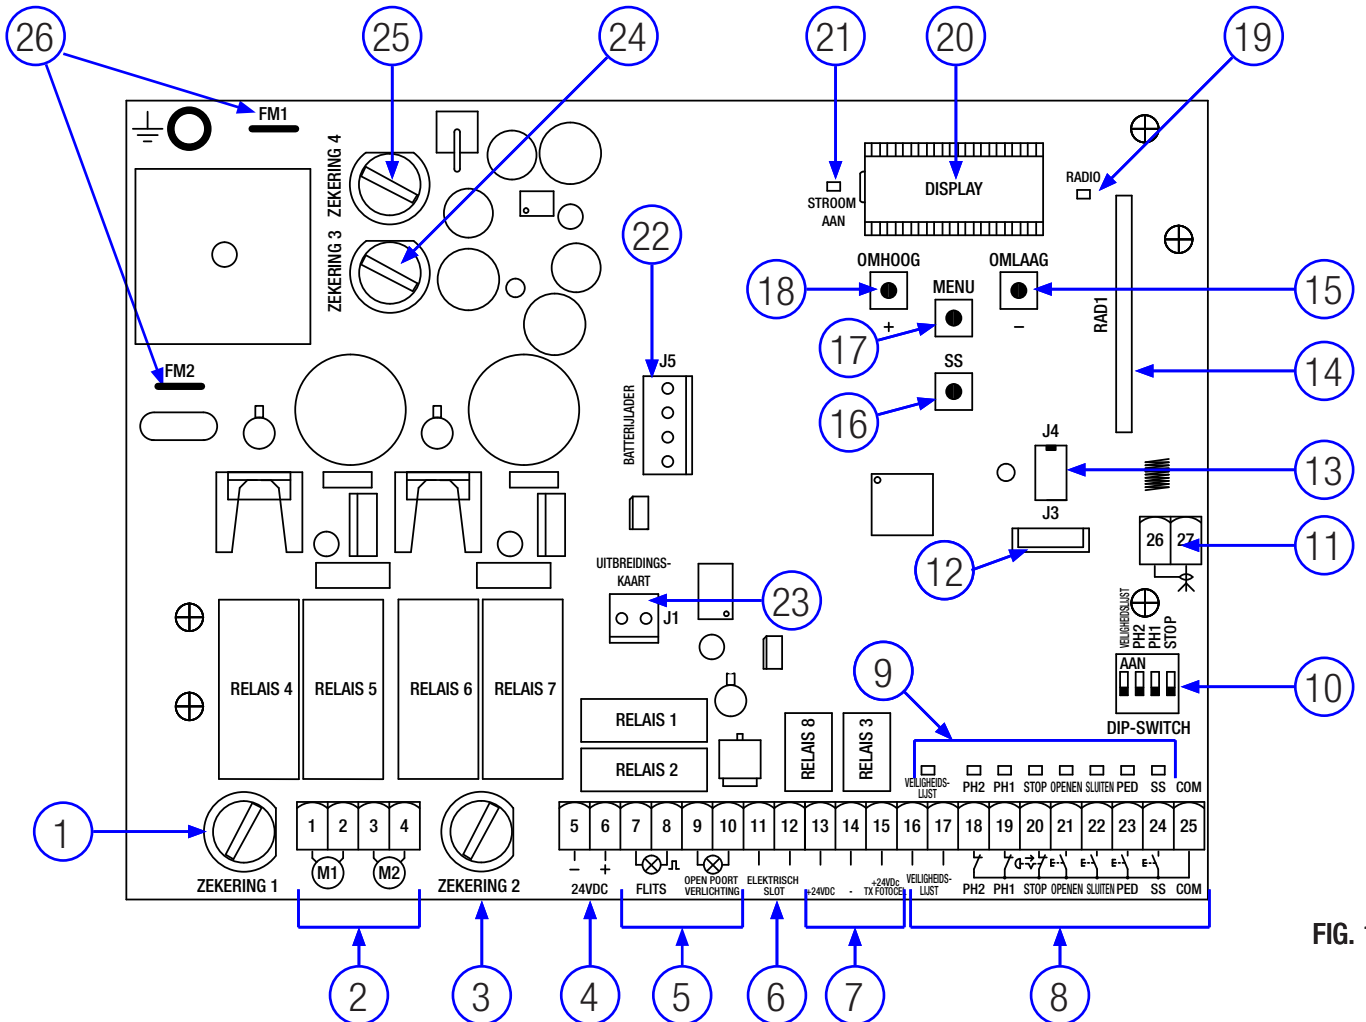 26
25
24
21
20
19
FM1
ZEKERING 4
ZEKERING 3
STROOM
AAN
DISPLAY
RADIO
22
OMHOOG
OMLAAG
MENU
+
−
18
17
15
RAD1
SS
16
14
FM2
J5
BATTERIJLADER
J4
13
J3
12
26 27
11
UITBREIDINGS-
KAART
J1
23
VEILIGHEIDSLIJST
PH2
PH1
STOP
AAN
10
DIP-SWITCH
9
RELAIS 4
RELAIS 5
RELAIS 6
RELAIS 7
RELAIS 1
RELAIS 2
RELAIS 8
RELAIS 3
VEILIGHEIDS-
LIJST
PH2 PH1 STOP OPENEN SLUITEN PED SS COM
1
1 2 3 4
5 6 7 8 9 10 11 12 13 14 15 16 17 18 19 20 21 22 23 24 25
M1 M2
− +
ZEKERING 1
ZEKERING 2
24VDC
FLITS
OPEN POORT
VERLICHTING
ELEKTRISCH
SLOT
+24VDC
-
+24VDc
TX FOTOCEL
VEILIGHEIDS-
LIJST
PH2 PH1 STOP OPENEN SLUITEN PED SS COM
2
3
4
5
6
7
8
FIG. 1